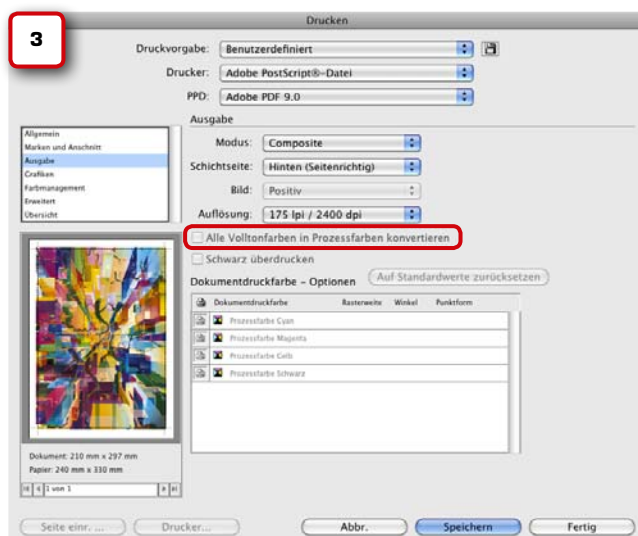 Drucken
3
Druckvorgabe: Benutzerdefiniert
Drucker: Adobe PostScript®-Datei
PPD: Adobe PDF 9.0
Allgemein
Marken und Anschnitt
Ausgabe
Grafiken
Farbmanagement
Erweitert
Übersicht
Ausgabe
Modus: Composite
Schichtseite: Hinten (Seitenrichtig)
Bild: Positiv
Auflösung: 175 lpi / 2400 dpi
Alle Volltonfarben in Prozessfarben konvertieren
Schwarz überdrucken
Dokumentdruckfarbe – Optionen
Auf Standardwerte zurücksetzen
Dokumentdruckfarbe Rasterweite Winkel Punktform
Prozessfarbe Cyan
Prozessfarbe Magenta
Prozessfarbe Gelb
Prozessfarbe Schwarz
Dokument: 210 mm x 297 mm
Papier: 240 mm x 330 mm
1 von 1
Seite einr. ... Drucker... Abbr. Speichern Fertig